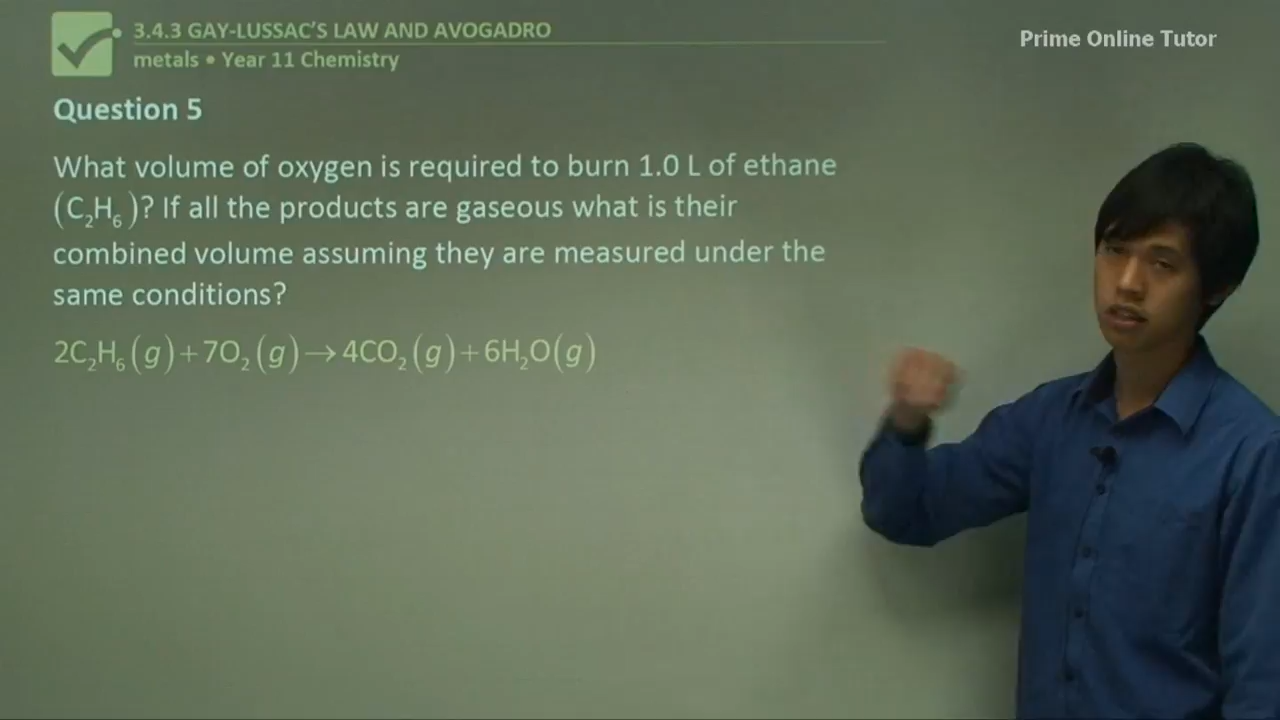 3.4.3 GAY-LUSSAC'S LAW AND AVOGADRO
metals • Year 11 Chemistry
Prime Online Tutor
Question 5
What volume of oxygen is required to burn 1.0 L of ethane
(C₂H₆)? If all the products are gaseous what is their
combined volume assuming they are measured under the
same conditions?
2C₂H₆(g)+7O₂(g)→4CO₂(g)+6H₂O(g)